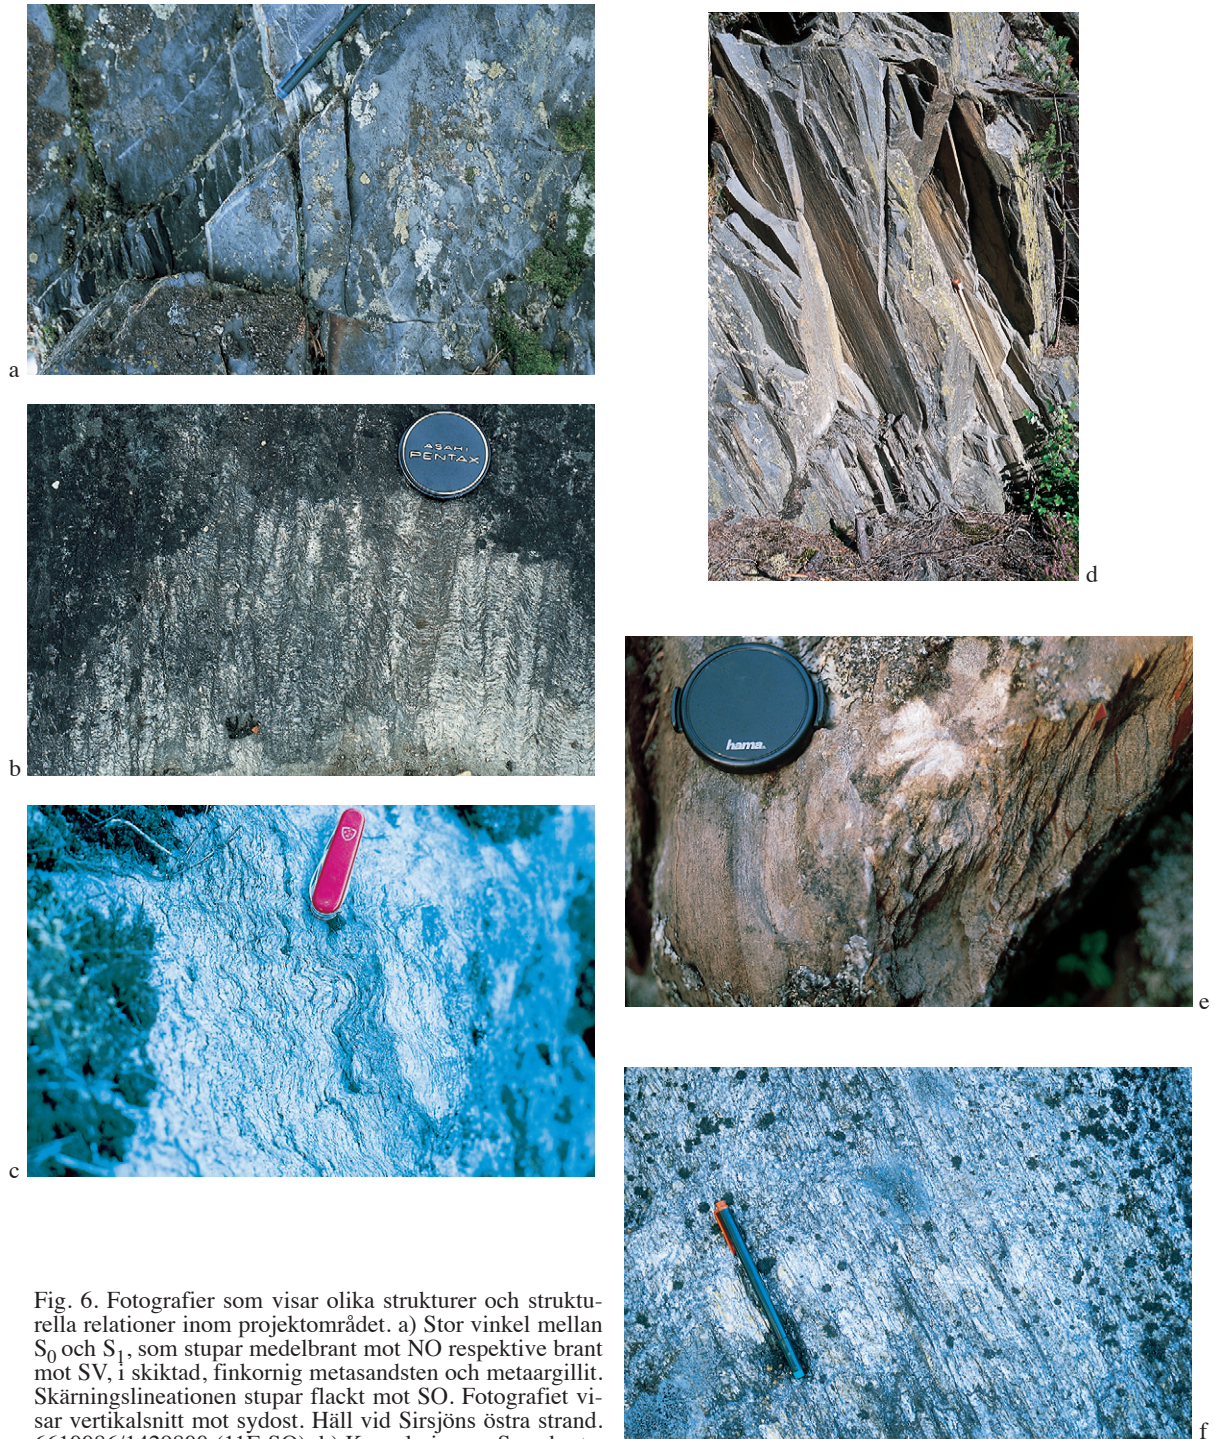 a
ASAHI
PENTAX
b
c
d
hama.
e
f
Fig. 6. Fotografier som visar olika strukturer och struktu-
rella relationer inom projektområdet. a) Stor vinkel mellan
S0 och S1, som stupar medelbrant mot NO respektive brant
mot SV, i skiktad, finkornig metasandsten och metaargillit.
Skärningslineationen stupar flackt mot SO. Fotografiet vi-
sar vertikalsnitt mot sydost. Häll vid Sirsjöns östra strand.